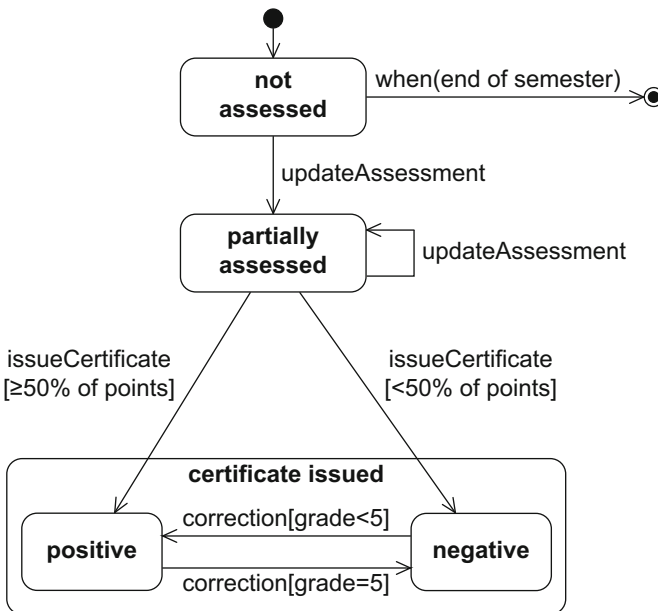 not
assessed
when(end of semester)
updateAssessment
partially
assessed
updateAssessment
issueCertificate
[≥50% of points]
issueCertificate
[<50% of points]
certificate issued
positive
correction[grade<5]
negative
correction[grade=5]